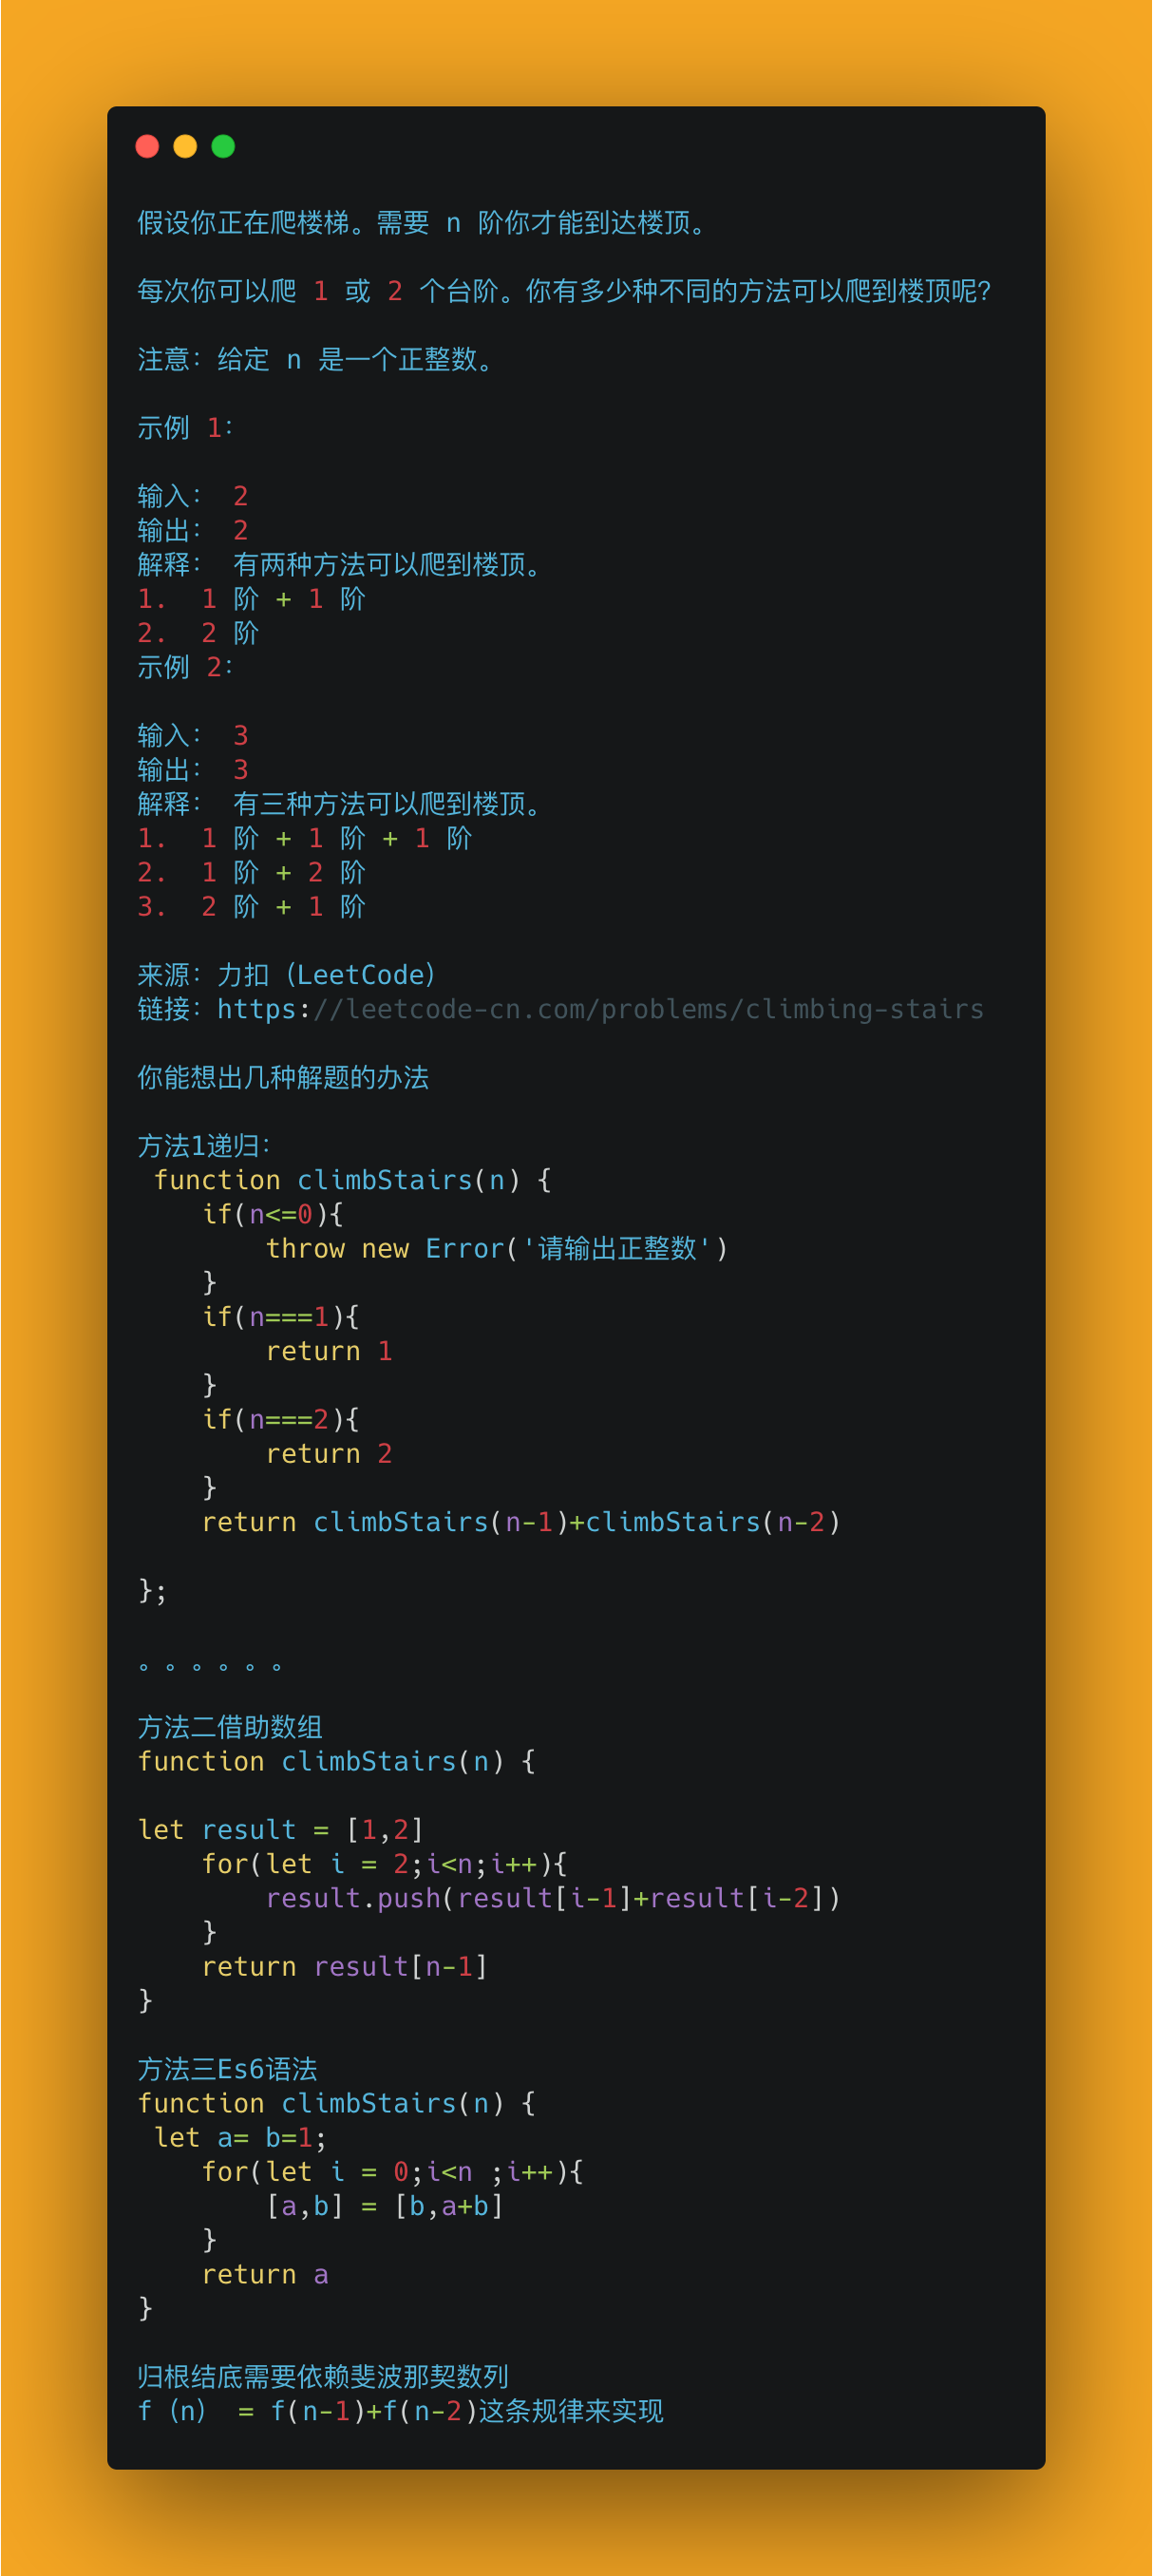 假设你正在爬楼梯。需要 n 阶你才能到达楼顶。
每次你可以爬 1 或 2 个台阶。你有多少种不同的方法可以爬到楼顶呢？
注意：给定 n 是一个正整数。
示例 1：
输入： 2
输出： 2
解释： 有两种方法可以爬到楼顶。
1.  1 阶 + 1 阶
2.  2 阶
示例 2：
输入： 3
输出： 3
解释： 有三种方法可以爬到楼顶。
1.  1 阶 + 1 阶 + 1 阶
2.  1 阶 + 2 阶
3.  2 阶 + 1 阶
来源：力扣（LeetCode）
链接：https://leetcode-cn.com/problems/climbing-stairs
你能想出几种解题的办法
方法1递归：
 function climbStairs(n) {
    if(n<=0){
        throw new Error('请输出正整数')
    }
    if(n===1){
        return 1
    }
    if(n===2){
        return 2
    }
    return climbStairs(n-1)+climbStairs(n-2)
};
。。。。。。
方法二借助数组
function climbStairs(n) {
let result = [1,2]
    for(let i = 2;i<n;i++){
        result.push(result[i-1]+result[i-2])
    }
    return result[n-1]
}
方法三Es6语法
function climbStairs(n) {
 let a= b=1;
    for(let i = 0;i<n ;i++){
        [a,b] = [b,a+b]
    }
    return a
}
归根结底需要依赖斐波那契数列
f（n） = f(n-1)+f(n-2)这条规律来实现